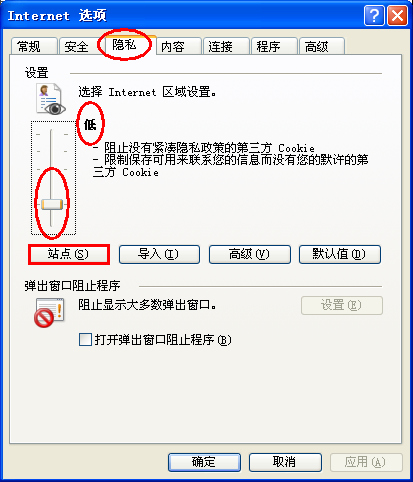 Internet 选项
常规 安全 隐私 内容 连接 程序 高级
设置
选择 Internet 区域设置。
低
- 阻止没有紧凑隐私政策的第三方 Cookie
- 限制保存可用来联系您的信息而没有您的默许的第
三方 Cookie
站点(S) 导入(I) 高级(V) 默认值(D)
弹出窗口阻止程序
阻止显示大多数弹出窗口。
设置(E)
打开弹出窗口阻止程序(B)
确定 取消 应用(A)